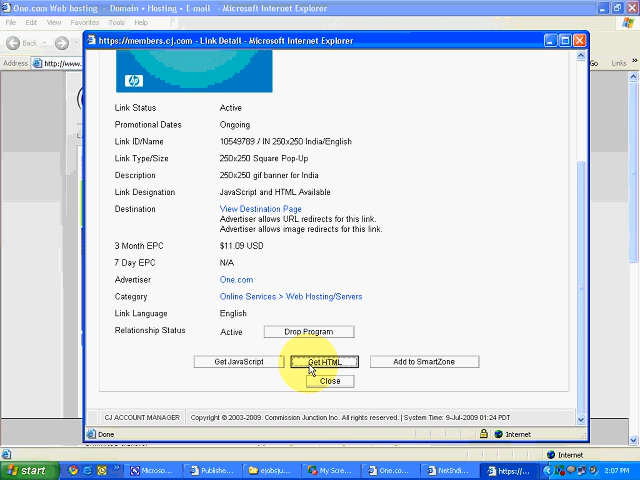 One.com Web hosting - Domain • Hosting • E-mail - Microsoft Internet Explorer
File Edit View Favorites Tools Help
Back
Address http://www. Go Links »
https://members.cj.com - Link Detail - Microsoft Internet Explorer
hp
Link Status Active
Promotional Dates Ongoing
Link ID/Name 10549789 / IN 250x250 India/English
Link Type/Size 250x250 Square Pop-Up
Description 250x250 gif banner for India
Link Designation JavaScript and HTML Available
Destination View Destination Page
Advertiser allows URL redirects for this link.
Advertiser allows image redirects for this link.
3 Month EPC $11.09 USD
7 Day EPC N/A
Advertiser One.com
Category Online Services > Web Hosting/Servers
Link Language English
Relationship Status Active Drop Program
Get JavaScript Get HTML Add to SmartZone
Close
CJ ACCOUNT MANAGER Copyright © 2003-2009. Commission Junction Inc. All rights reserved. | System Time: 9-Jul-2009 01:24 PDT
Done Internet
Internet
start Microso... Publishe... ejobsju... My Scre... One.co... NetIndi... https:/... 2:07 PM